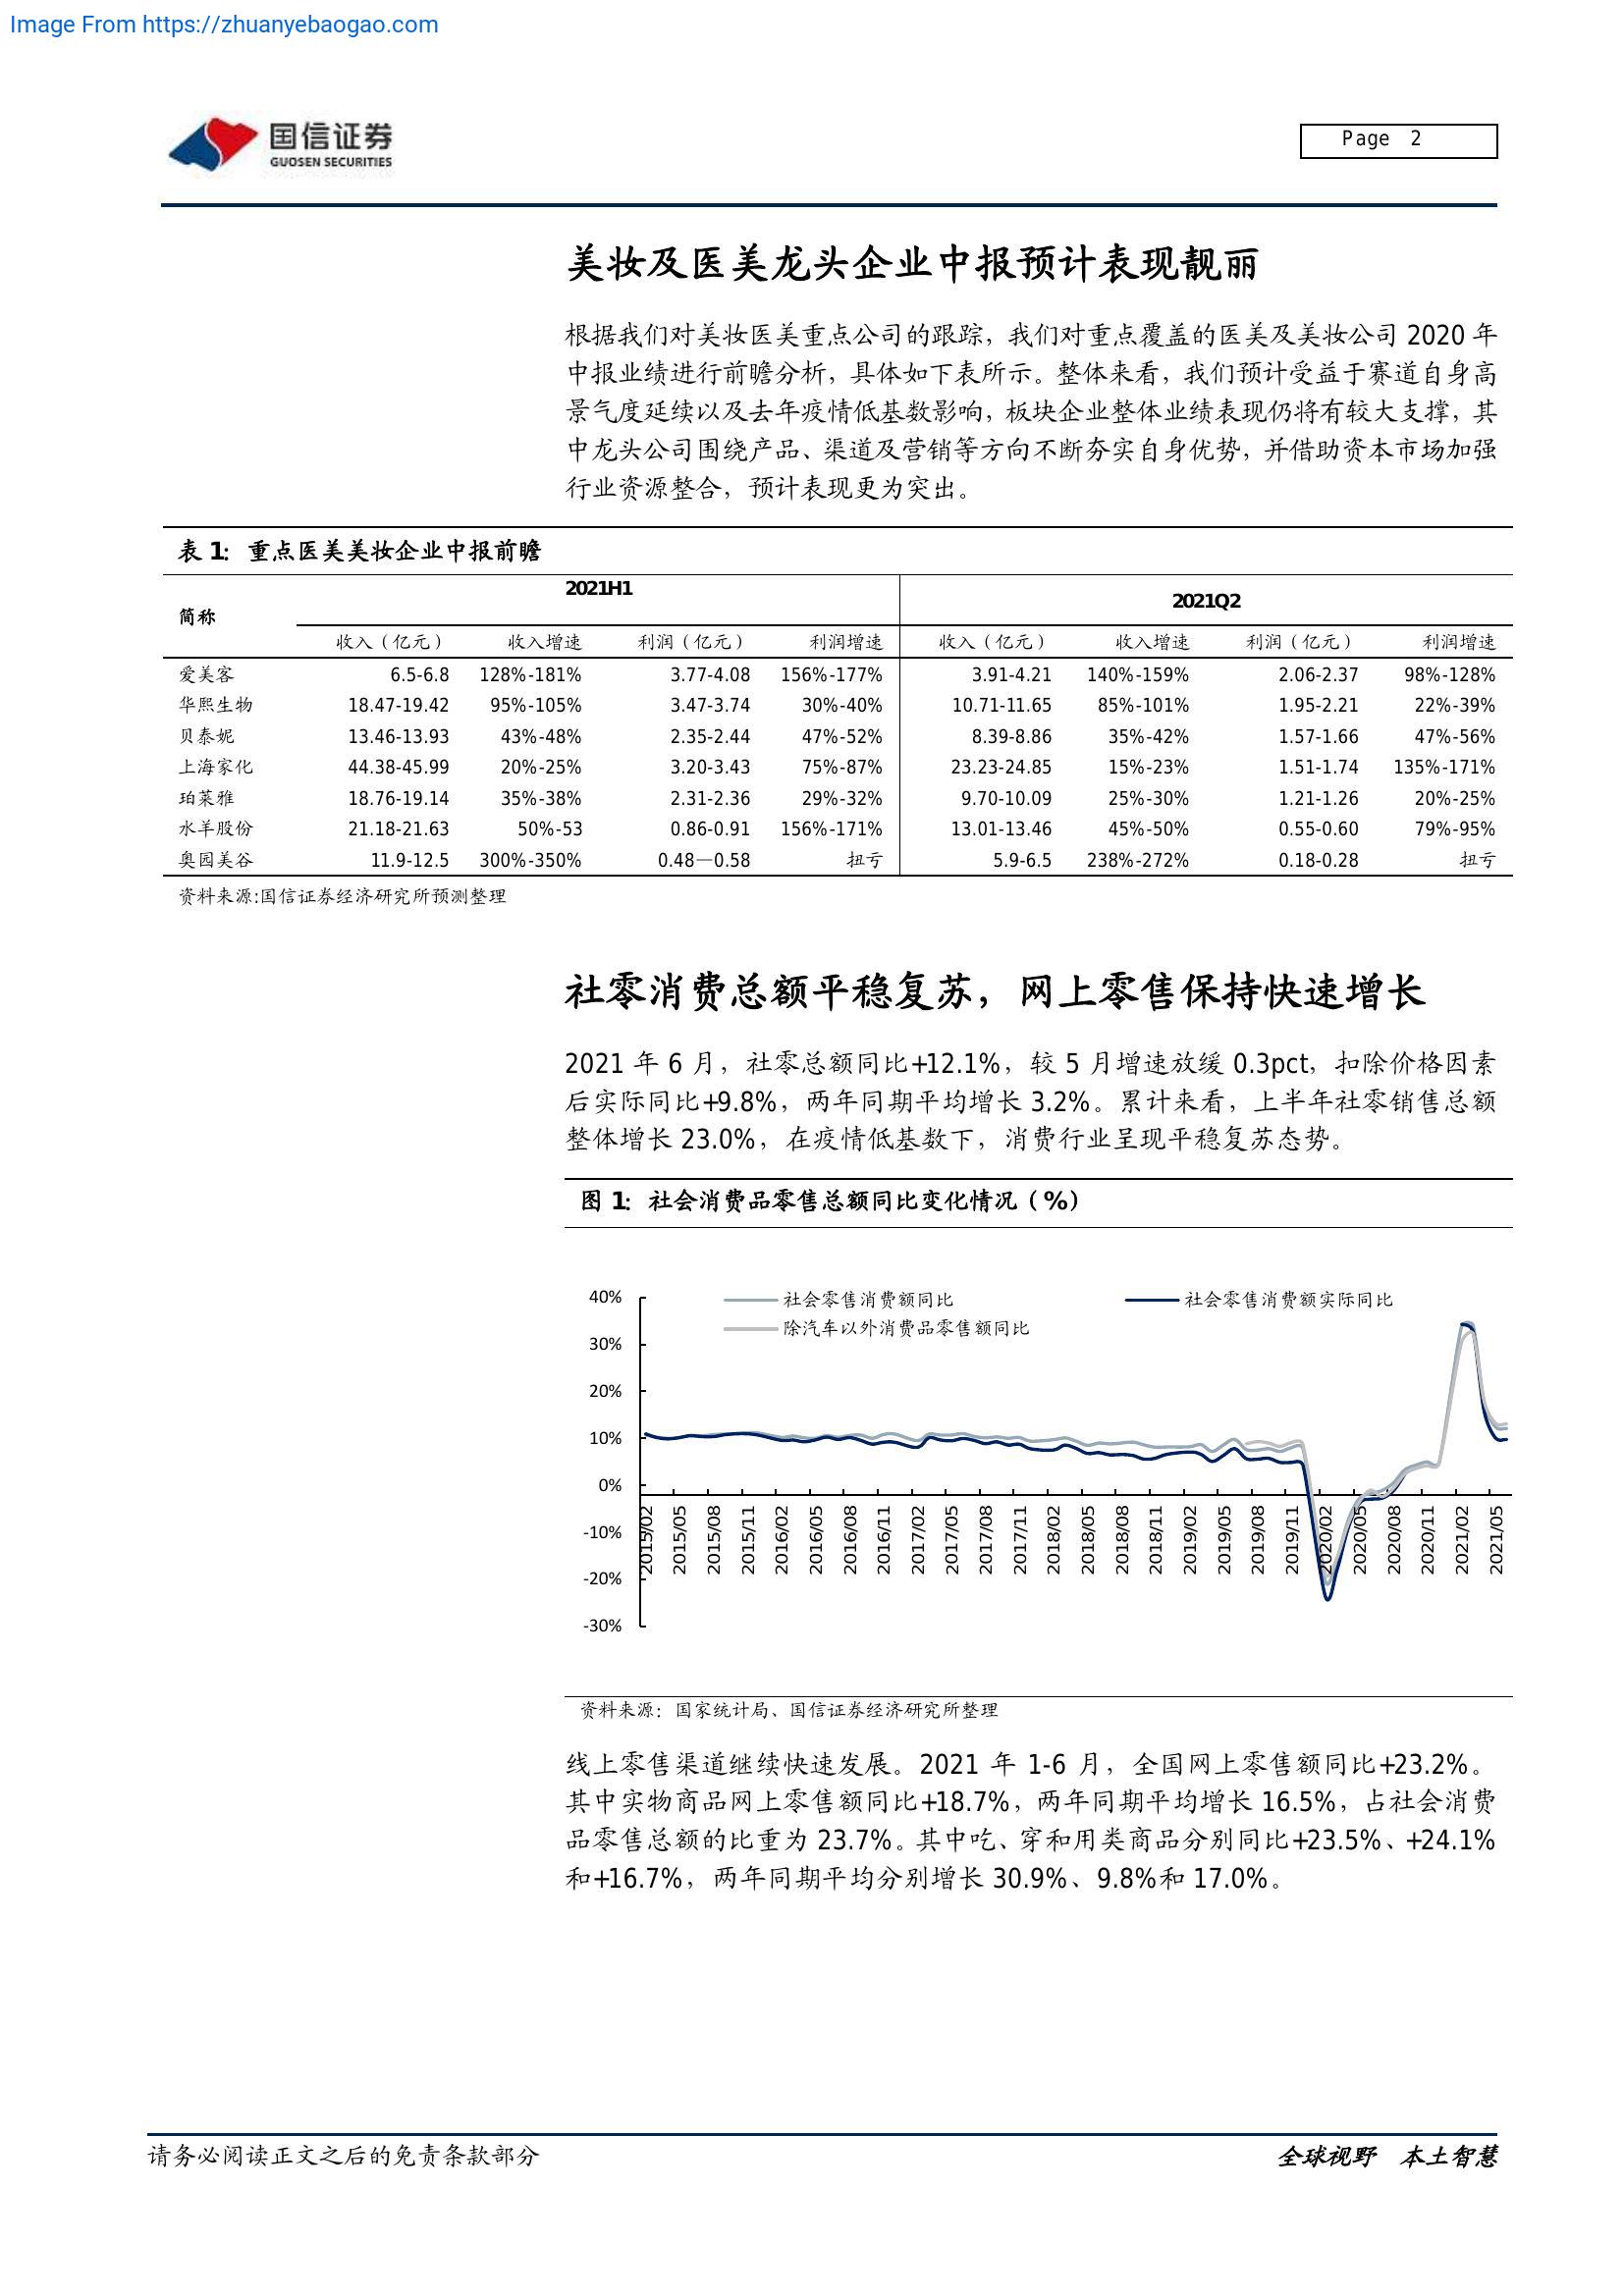 Image From https://zhuanyebaogao.com
国信证券
GUOSEN SECURITIES
Page 2
美妆及医美龙头企业中报预计表现靓丽
根据我们对美妆医美重点公司的跟踪，我们对重点覆盖的医美及美妆公司 2020 年
中报业绩进行前瞻分析，具体如下表所示。整体来看，我们预计受益于赛道自身高
景气度延续以及去年疫情低基数影响，板块企业整体业绩表现仍将有较大支撑，其
中龙头公司围绕产品、渠道及营销等方向不断夯实自身优势，并借助资本市场加强
行业资源整合，预计表现更为突出。
表 1：重点医美美妆企业中报前瞻
简称 2021H1 2021Q2
收入（亿元） 收入增速 利润（亿元） 利润增速 收入（亿元） 收入增速 利润（亿元） 利润增速
爱美客 6.5-6.8 128%-181% 3.77-4.08 156%-177% 3.91-4.21 140%-159% 2.06-2.37 98%-128%
华熙生物 18.47-19.42 95%-105% 3.47-3.74 30%-40% 10.71-11.65 85%-101% 1.95-2.21 22%-39%
贝泰妮 13.46-13.93 43%-48% 2.35-2.44 47%-52% 8.39-8.86 35%-42% 1.57-1.66 47%-56%
上海家化 44.38-45.99 20%-25% 3.20-3.43 75%-87% 23.23-24.85 15%-23% 1.51-1.74 135%-171%
珀莱雅 18.76-19.14 35%-38% 2.31-2.36 29%-32% 9.70-10.09 25%-30% 1.21-1.26 20%-25%
水羊股份 21.18-21.63 50%-53 0.86-0.91 156%-171% 13.01-13.46 45%-50% 0.55-0.60 79%-95%
奥园美谷 11.9-12.5 300%-350% 0.48—0.58 扭亏 5.9-6.5 238%-272% 0.18-0.28 扭亏
资料来源:国信证券经济研究所预测整理
社零消费总额平稳复苏，网上零售保持快速增长
2021 年 6 月，社零总额同比+12.1%，较 5 月增速放缓 0.3pct，扣除价格因素
后实际同比+9.8%，两年同期平均增长 3.2%。累计来看，上半年社零销售总额
整体增长 23.0%，在疫情低基数下，消费行业呈现平稳复苏态势。
图 1：社会消费品零售总额同比变化情况（%）
社会零售消费额同比 社会零售消费额实际同比
除汽车以外消费品零售额同比
40%
30%
20%
10%
0%
-10%
-20%
-30%
2015/02 2015/05 2015/08 2015/11 2016/02 2016/05 2016/08 2016/11 2017/02 2017/05 2017/08 2017/11 2018/02 2018/05 2018/08 2018/11 2019/02 2019/05 2019/08 2019/11 2020/02 2020/05 2020/08 2020/11 2021/02 2021/05
资料来源：国家统计局、国信证券经济研究所整理
线上零售渠道继续快速发展。2021 年 1-6 月，全国网上零售额同比+23.2%。
其中实物商品网上零售额同比+18.7%，两年同期平均增长 16.5%，占社会消费
品零售总额的比重为 23.7%。其中吃、穿和用类商品分别同比+23.5%、+24.1%
和+16.7%，两年同期平均分别增长 30.9%、9.8%和 17.0%。
请务必阅读正文之后的免责条款部分
全球视野 本土智慧